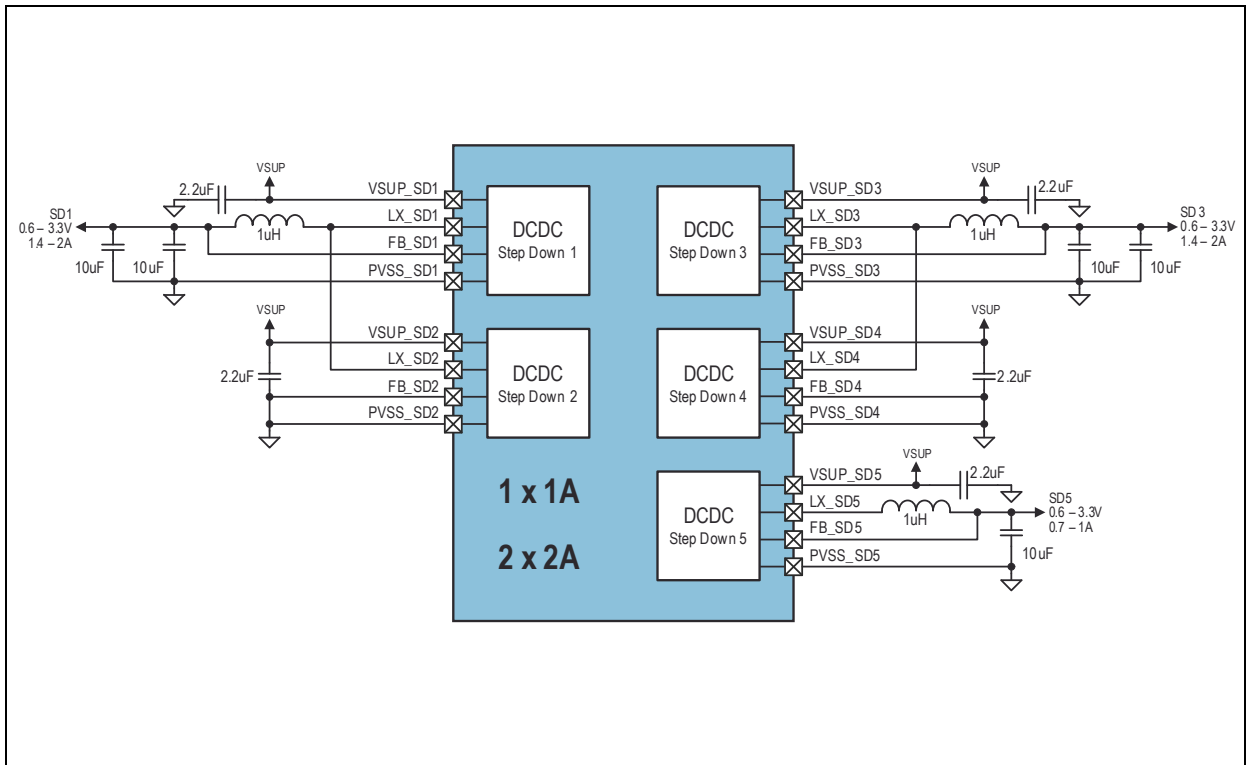 VSUP
2.2uF
VSUP_SD1
SD1
0.6 – 3.3V
1.4 – 2A
LX_SD1
1uH
FB_SD1
10uF
10uF
PVSS_SD1
DCDC
Step Down 1
VSUP
VSUP_SD2
LX_SD2
2.2uF
FB_SD2
PVSS_SD2
DCDC
Step Down 2
1 x 1A
2 x 2A
DCDC
Step Down 3
VSUP_SD3
VSUP
2.2uF
LX_SD3
1uH
SD3
0.6 – 3.3V
1.4 – 2A
FB_SD3
10uF
10uF
PVSS_SD3
DCDC
Step Down 4
VSUP_SD4
VSUP
LX_SD4
2.2uF
FB_SD4
PVSS_SD4
DCDC
Step Down 5
VSUP_SD5
VSUP
2.2uF
LX_SD5
1uH
SD5
0.6 – 3.3V
0.7 – 1A
FB_SD5
10uF
PVSS_SD5